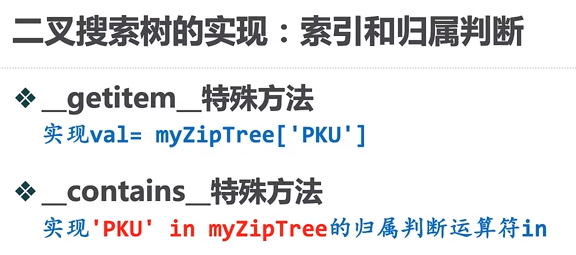 二叉搜索树的实现：索引和归属判断
❖ __getitem__特殊方法
实现val= myZipTree['PKU']
❖ __contains__特殊方法
实现'PKU' in myZipTree的归属判断运算符in